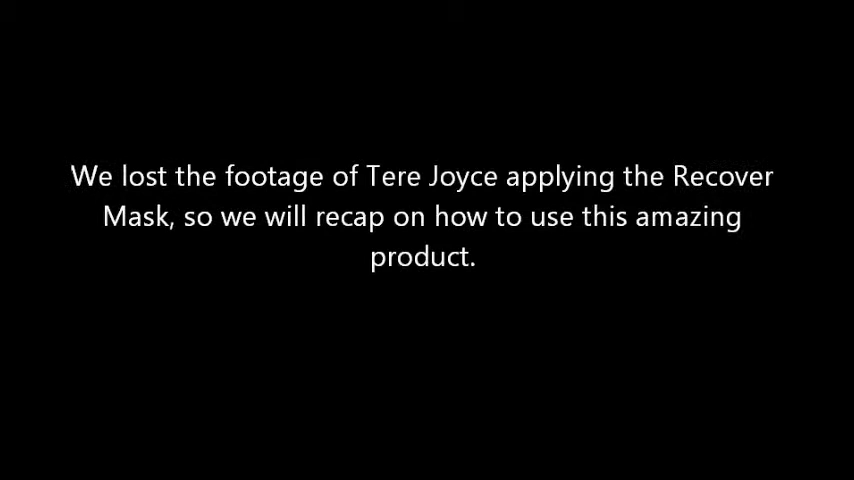 We lost the footage of Tere Joyce applying the Recover
Mask, so we will recap on how to use this amazing
product.